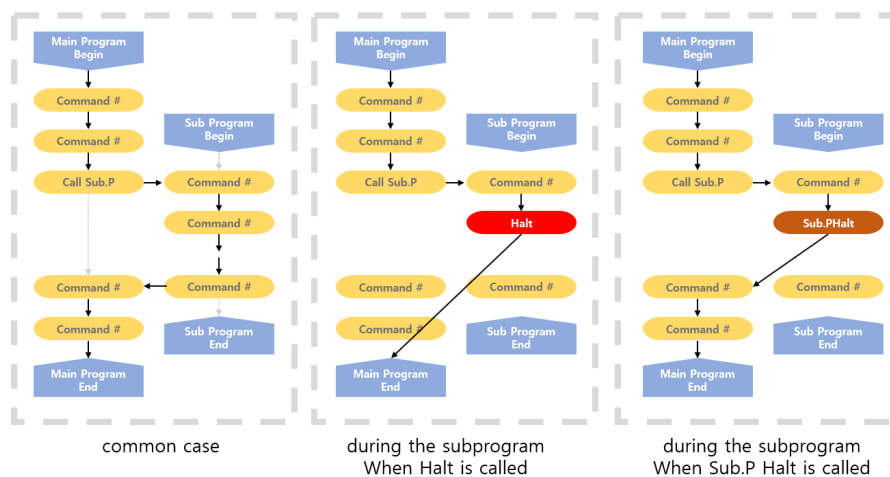 Main Program
Begin
Command #
Command #
Sub Program
Begin
Call Sub.P
Command #
Command #
Command #
Command #
Command #
Sub Program
End
Main Program
End
common case
Main Program
Begin
Command #
Command #
Sub Program
Begin
Call Sub.P
Command #
Halt
Command #
Command #
Command #
Sub Program
End
Main Program
End
during the subprogram
When Halt is called
Main Program
Begin
Command #
Command #
Sub Program
Begin
Call Sub.P
Command #
Sub.PHalt
Command #
Command #
Command #
Sub Program
End
Main Program
End
during the subprogram
When Sub.P Halt is called